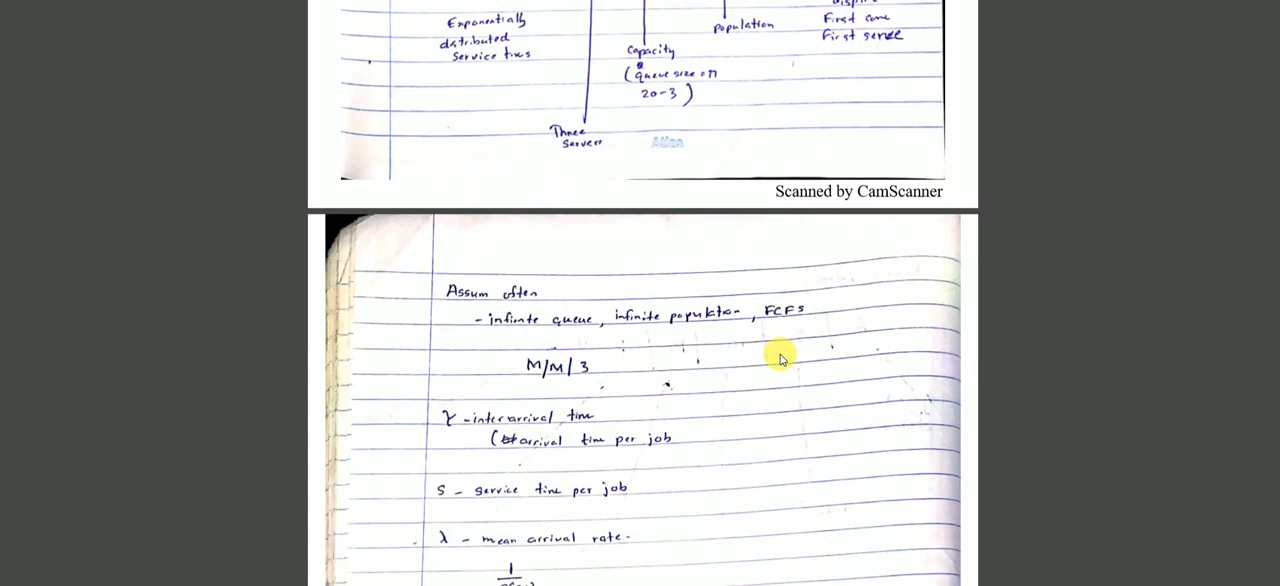 Exponentially
distributed
Service times
Population
First come
First serve
Capacity
(queue size =
20-3)
Three
Servers
Scanned by CamScanner
Assum often
- infinte queue, infinite population, FCFS
M/M/3
- interarrival time
(arrival time per job
S - service time per job
λ - mean arrival rate.
1